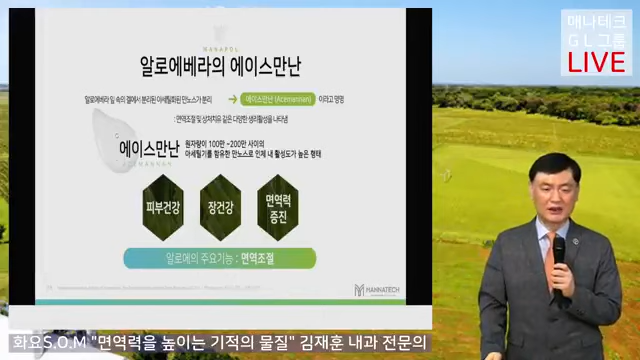 매나테크
GL그룹
LIVE
MANAPOL
알로에베라의 에이스만난
알로에베라 잎 속의 겔에서 분리된 아세틸화된 만노스가 분리
에이스만난 (Acemannan)
이라고 명명
: 면역조절 및 상처치유 같은 다양한 생리활성을 나타냄
에이스만난
ACEMANNAN
원자량이 100만 ~200만 사이의
아세틸기를 함유한 만노스로 인체 내 활성도가 높은 형태
피부건강
장건강
면역력
증진
알로에의 주요기능 : 면역조절
MANNATECH
화요S.O.M "면역력을 높이는 기적의 물질" 김재훈 내과 전문의